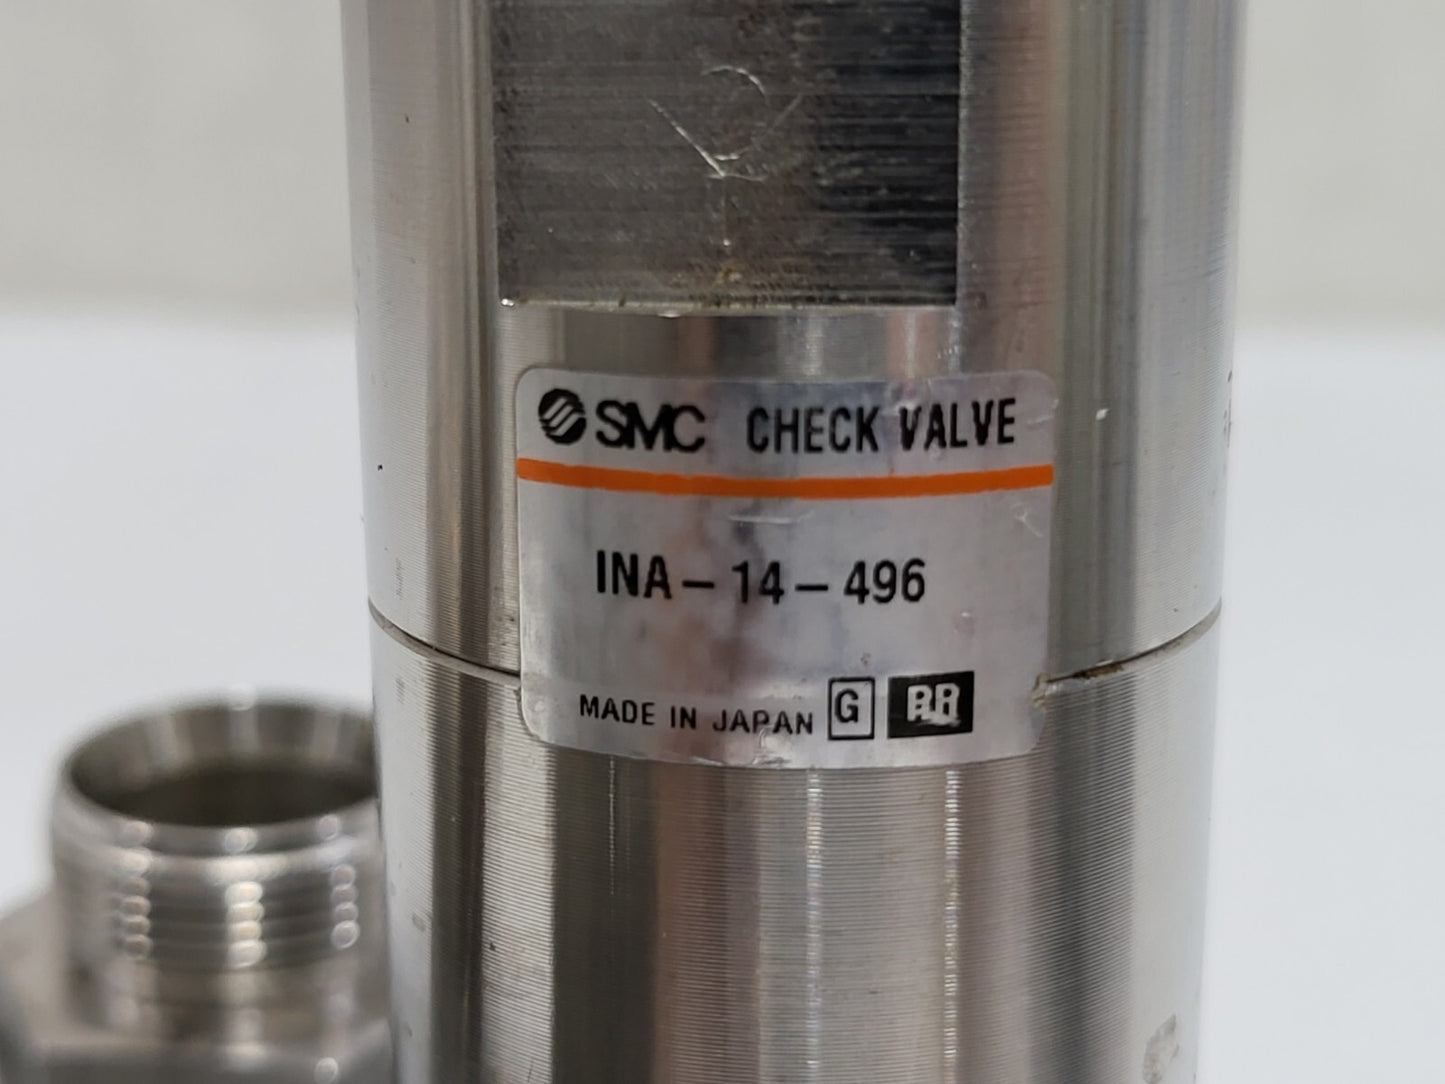 SMC CHECK VALVE
INA-14-496
MADE IN JAPAN G